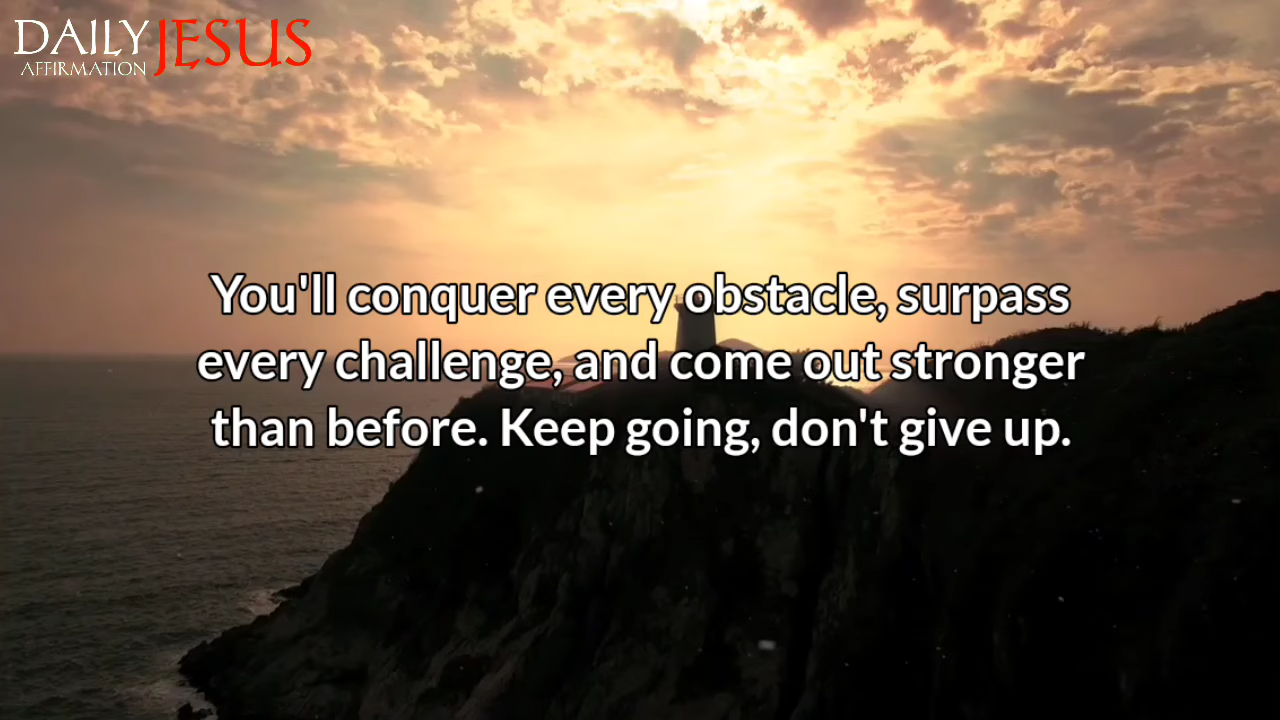 DAILY JESUS
AFFIRMATION
You'll conquer every obstacle, surpass
every challenge, and come out stronger
than before. Keep going, don't give up.